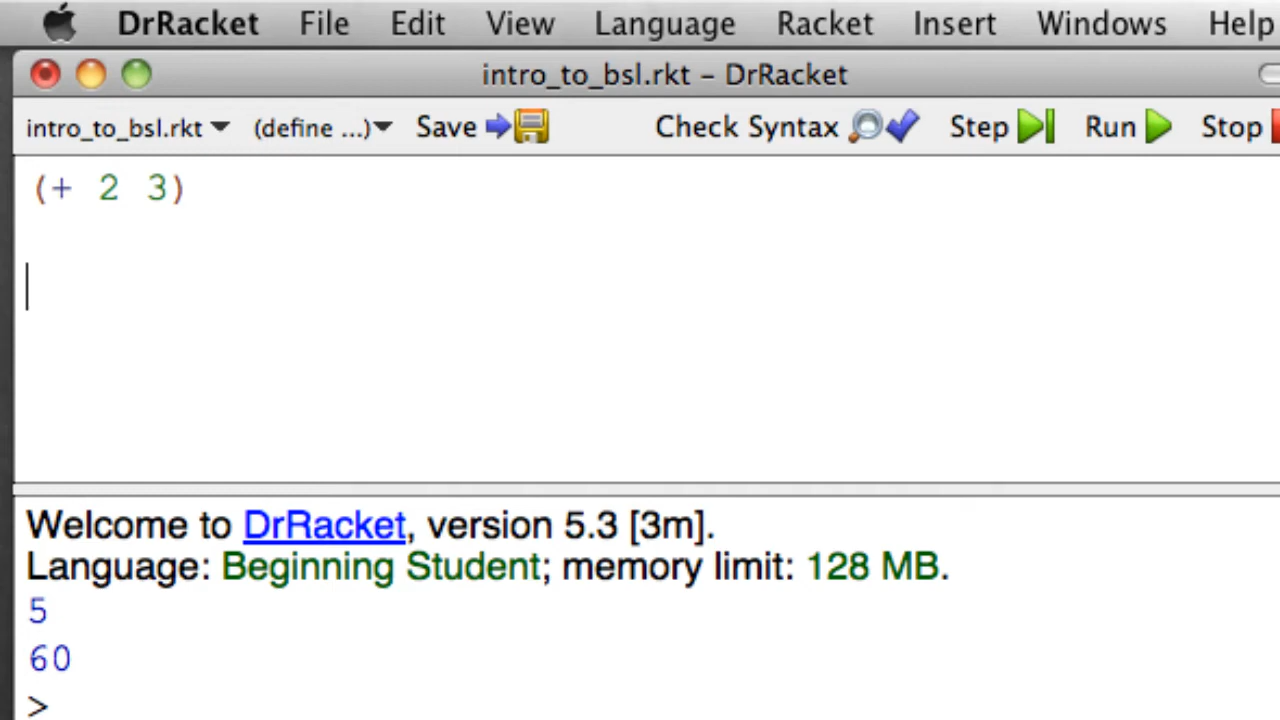 DrRacket File Edit View Language Racket Insert Windows Help
intro_to_bsl.rkt – DrRacket
intro_to_bsl.rkt (define ...) Save Check Syntax Step Run Stop
(+ 2 3)
Welcome to DrRacket, version 5.3 [3m].
Language: Beginning Student; memory limit: 128 MB.
5
60
>